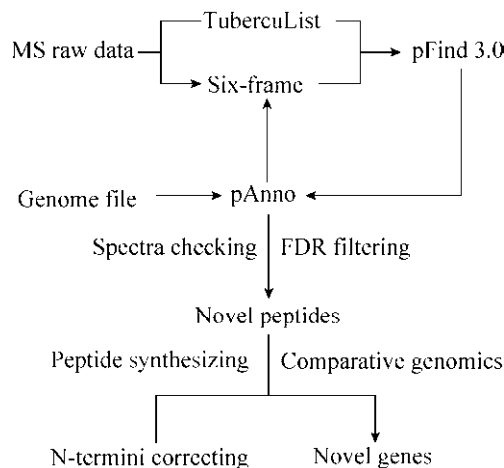 TubercuList
MS raw data
pFind 3.0
Six-frame
Genome file
pAnno
Spectra checking
FDR filtering
Novel peptides
Peptide synthesizing
Comparative genomics
N-termini correcting
Novel genes